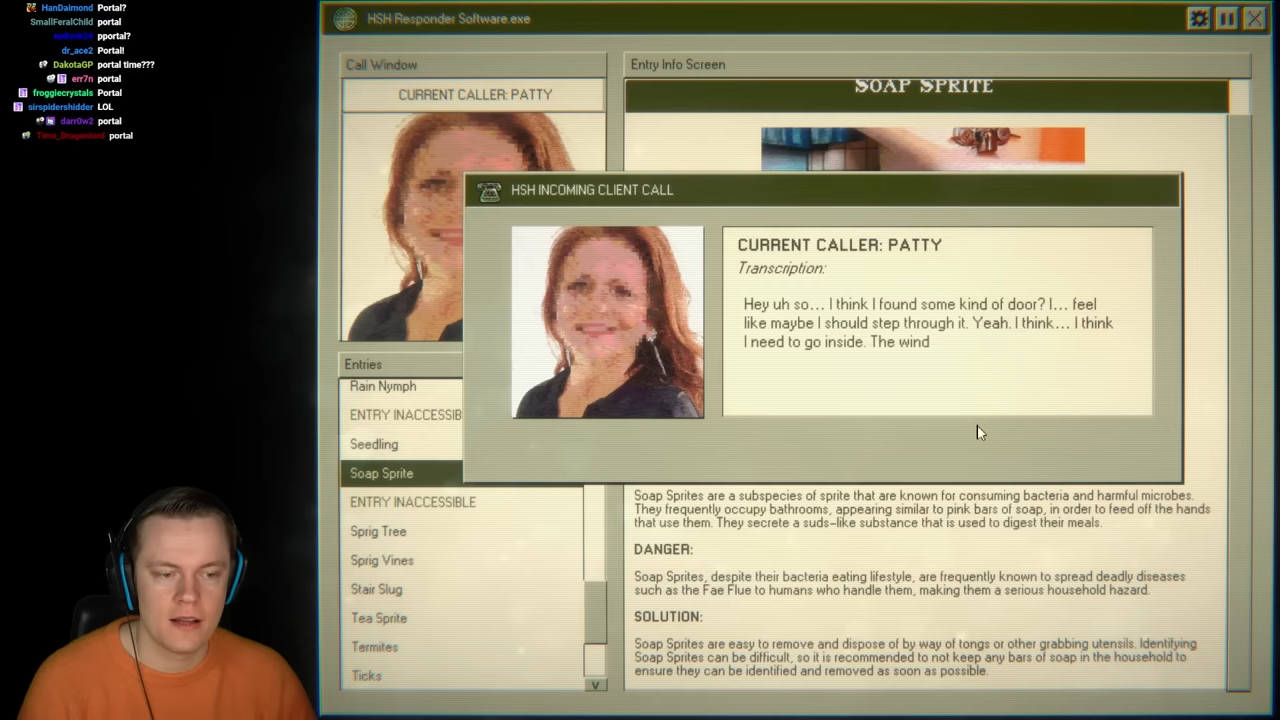 HanDaimond Portal?
SmallFeralChild portal
pportal?
dr_ace2 Portal!
DakotaGP portal time???
err7n portal
froggiecrystals Portal
sirspidershidder LOL
darr0w2 portal
Time_Dragonlord portal
HSH Responder Software.exe
Call Window
CURRENT CALLER: PATTY
Entry Info Screen
SOAP SPRITE
HSH INCOMING CLIENT CALL
CURRENT CALLER: PATTY
Transcription:
Hey uh so... I think I found some kind of door? I... feel
like maybe I should step through it. Yeah. I think... I think
I need to go inside. The wind
Entries
Rain Nymph
ENTRY INACCESSIB
Seedling
Soap Sprite
ENTRY INACCESSIBLE
Sprig Tree
Sprig Vines
Stair Slug
Tea Sprite
Termites
Ticks
V
Soap Sprites are a subspecies of sprite that are known for consuming bacteria and harmful microbes.
They frequently occupy bathrooms, appearing similar to pink bars of soap, in order to feed off the hands
that use them. They secrete a suds-like substance that is used to digest their meals.
DANGER:
Soap Sprites, despite their bacteria eating lifestyle, are frequently known to spread deadly diseases
such as the Fae Flue to humans who handle them, making them a serious household hazard.
SOLUTION:
Soap Sprites are easy to remove and dispose of by way of tongs or other grabbing utensils. Identifying
Soap Sprites can be difficult, so it is recommended to not keep any bars of soap in the household to
ensure they can be identified and removed as soon as possible.